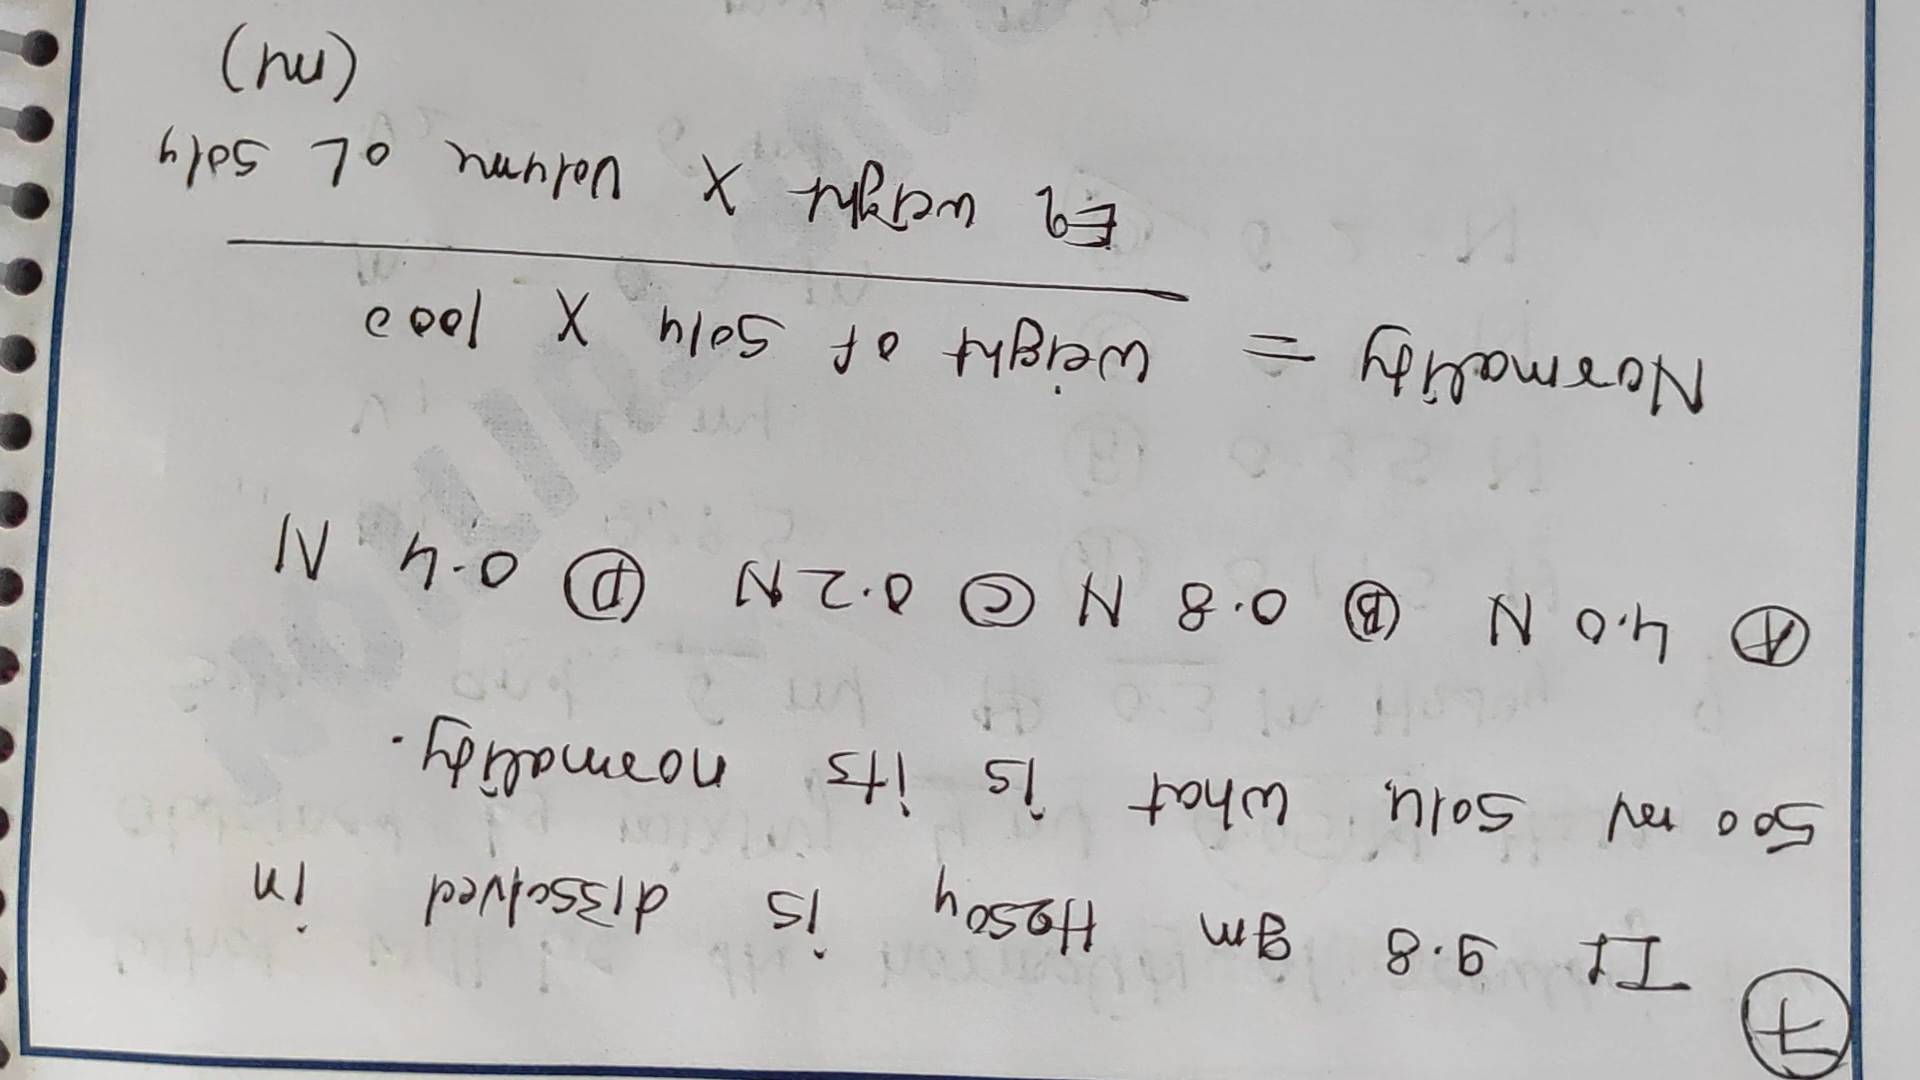 7
If 9.8 gm H2SO4 is dissolved in
500 ml soln what is its normality.
A 4.0 N B 0.8 N C 0.2 N D 0.4 N
Normality = weight of soln X 1000
Eq weight X volume of soln
(ml)